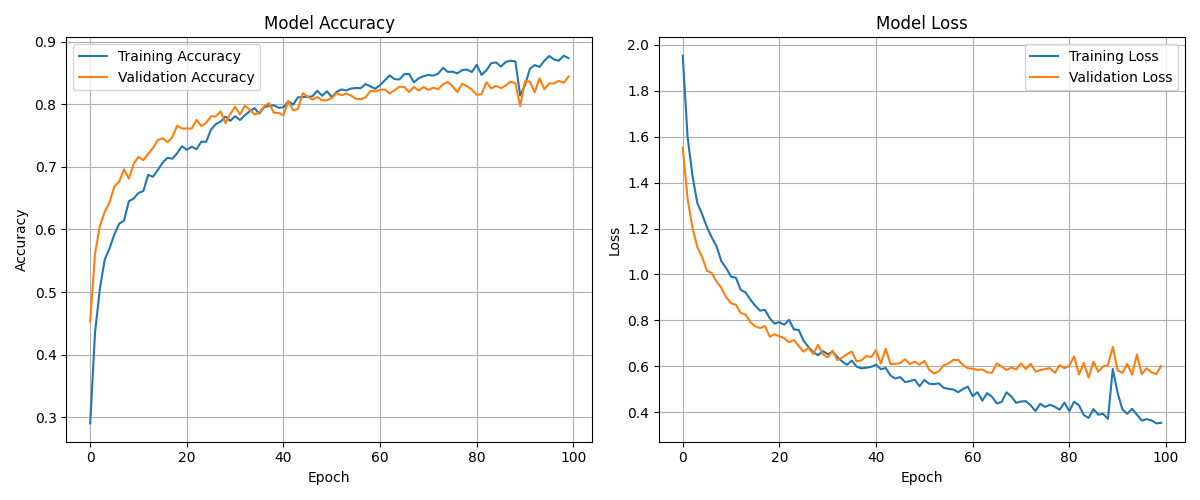 Model Accuracy
Training Accuracy
Validation Accuracy
Accuracy
0.9
0.8
0.7
0.6
0.5
0.4
0.3
0 20 40 60 80 100
Epoch
Model Loss
Training Loss
Validation Loss
Loss
2.0
1.8
1.6
1.4
1.2
1.0
0.8
0.6
0.4
0 20 40 60 80 100
Epoch